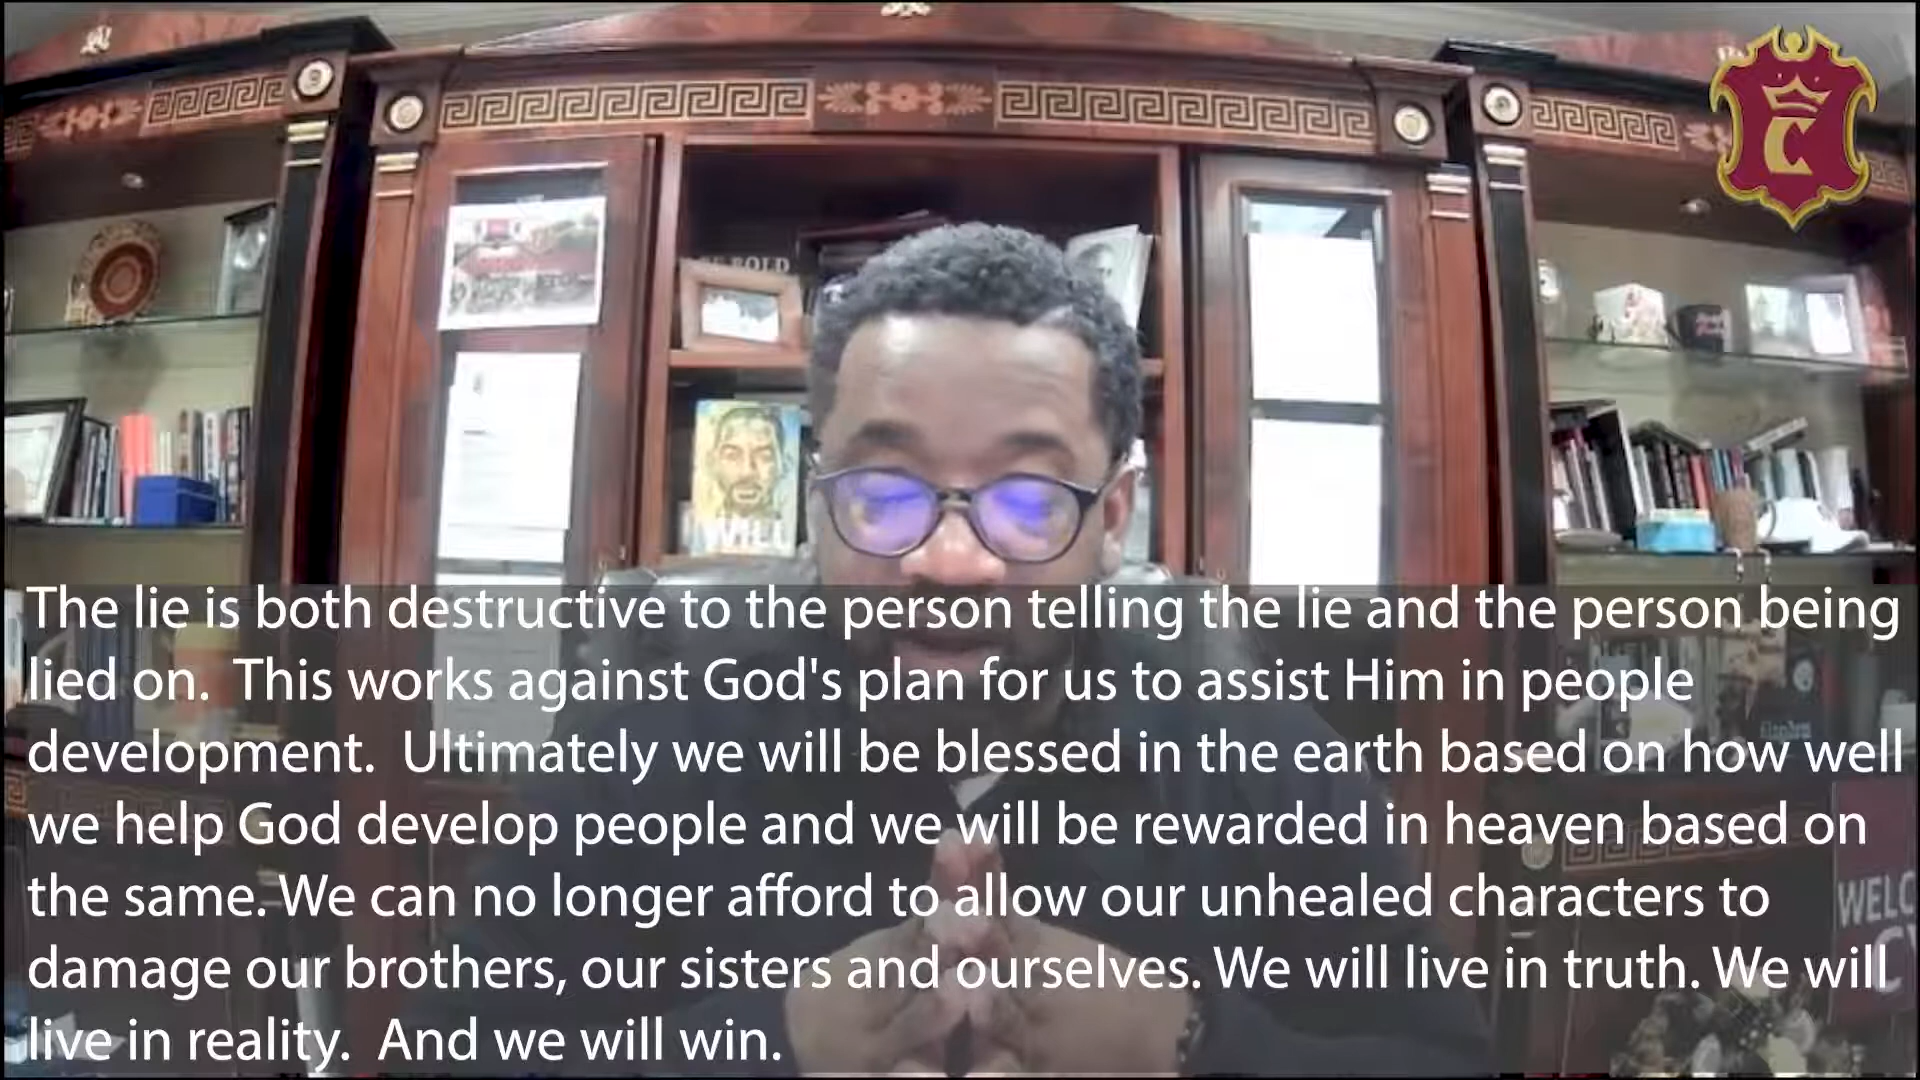 C
BOLD
WILL
The lie is both destructive to the person telling the lie and the person being
lied on.  This works against God's plan for us to assist Him in people
development.  Ultimately we will be blessed in the earth based on how well
we help God develop people and we will be rewarded in heaven based on
the same. We can no longer afford to allow our unhealed characters to
damage our brothers, our sisters and ourselves. We will live in truth. We will
live in reality.  And we will win.
WELC